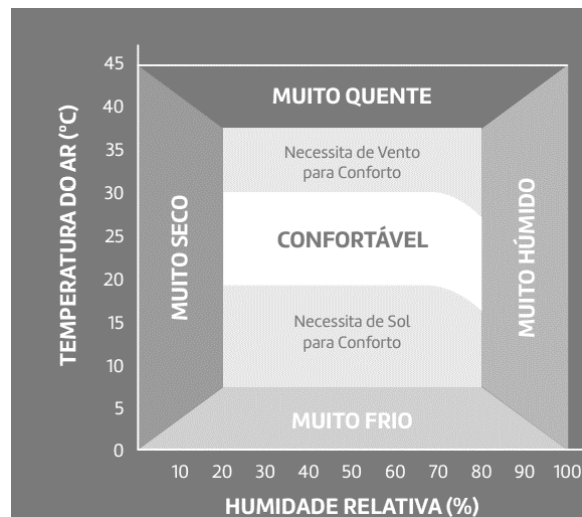 TEMPERATURA DO AR (°C)
45
40
35
30
25
20
15
10
5
0
MUITO QUENTE
Necessita de Vento
para Conforto
MUITO SECO
CONFORTÁVEL
MUITO HÚMIDO
Necessita de Sol
para Conforto
MUITO FRIO
10 20 30 40 50 60 70 80 90 100
HUMIDADE RELATIVA (%)